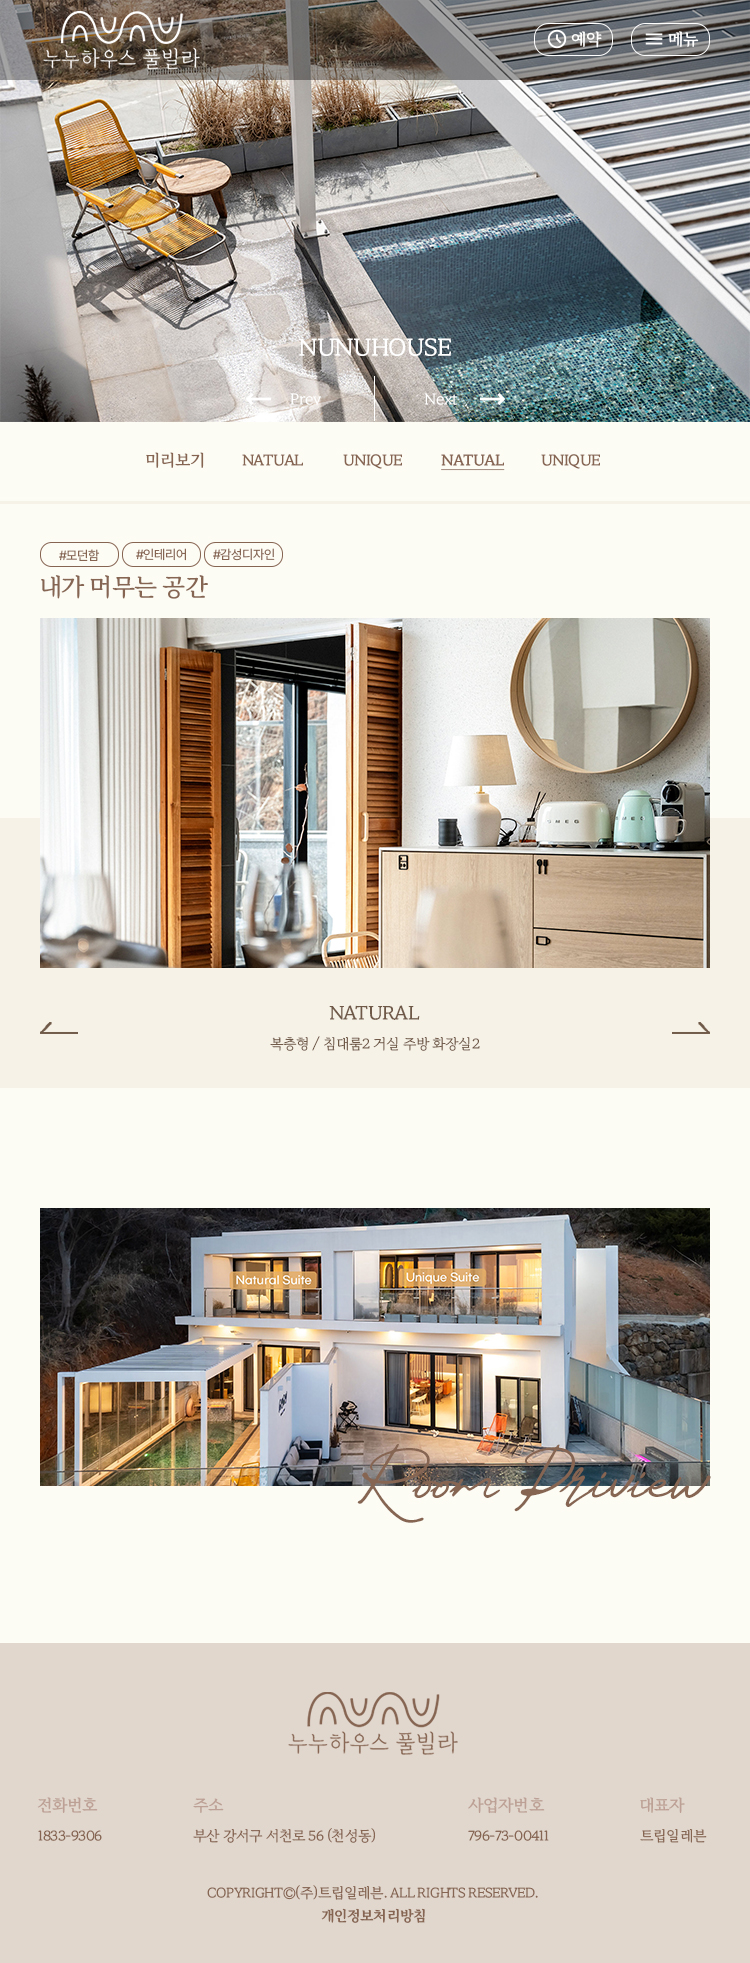 nunu
누누하우스 풀빌라
예약
메뉴
NUNUHOUSE
Prev
Next
미리보기 NATUAL UNIQUE NATUAL UNIQUE
#모던함 #인테리어 #감성디자인
내가 머무는 공간
SMEG
NATURAL
복층형 / 침대룸2 거실 주방 화장실2
Natural Suite
Unique Suite
Room Priview
nunu
누누하우스 풀빌라
전화번호 주소 사업자번호 대표자
1833-9306 부산 강서구 서천로 56 (천성동) 796-73-00411 트립일레븐
COPYRIGHT©(주)트립일레븐. ALL RIGHTS RESERVED.
개인정보처리방침